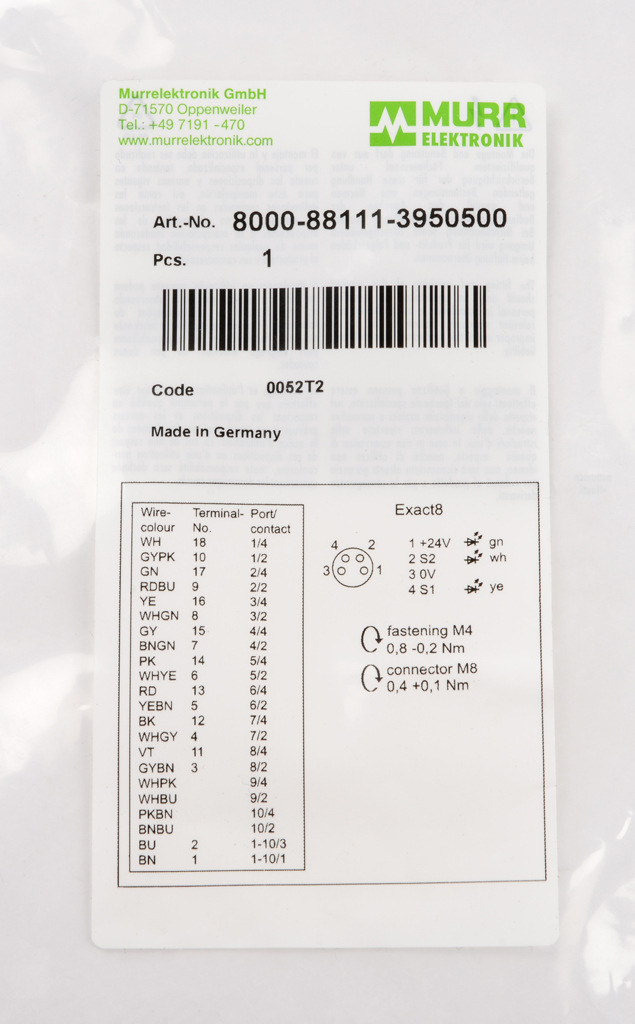 Murrelektronik GmbH
D-71570 Oppenweiler
Tel.: +49 7191 -470
www.murrelektronik.com
MURR
ELEKTRONIK
Art.-No. 8000-88111-3950500
Pcs. 1
Code 0052T2
Made in Germany
Wire- Terminal- Port/
colour No. contact
WH 18 1/4
GYPK 10 1/2
GN 17 2/4
RDBU 9 2/2
YE 16 3/4
WHGN 8 3/2
GY 15 4/4
BNGN 7 4/2
PK 14 5/4
WHYE 6 5/2
RD 13 6/4
YEBN 5 6/2
BK 12 7/4
WHGY 4 7/2
VT 11 8/4
GYBN 3 8/2
WHPK 9/4
WHBU 9/2
PKBN 10/4
BNBU 10/2
BU 2 1-10/3
BN 1 1-10/1
Exact8
4 2
3 1
1 +24V gn
2 S2 wh
3 0V
4 S1 ye
fastening M4
0,8 -0,2 Nm
connector M8
0,4 +0,1 Nm